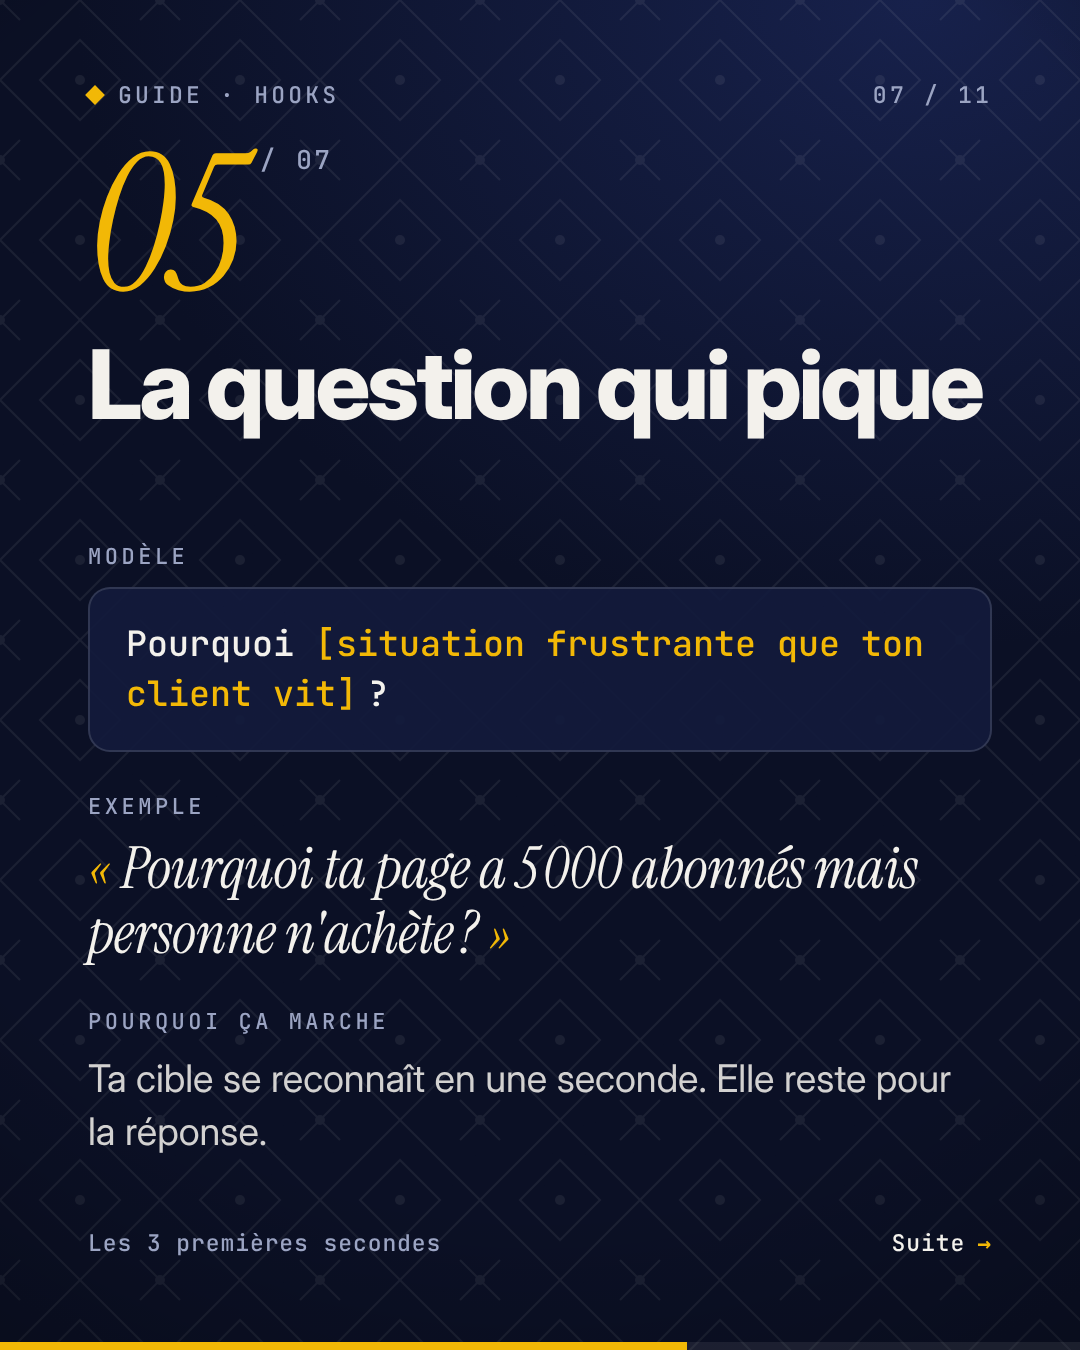 GUIDE · HOOKS
07 / 11
05 / 07
La question qui pique
MODÈLE
Pourquoi [situation frustrante que ton
client vit] ?
EXEMPLE
« Pourquoi ta page a 5 000 abonnés mais
personne n'achète ? »
POURQUOI ÇA MARCHE
Ta cible se reconnaît en une seconde. Elle reste pour
la réponse.
Les 3 premières secondes
Suite →